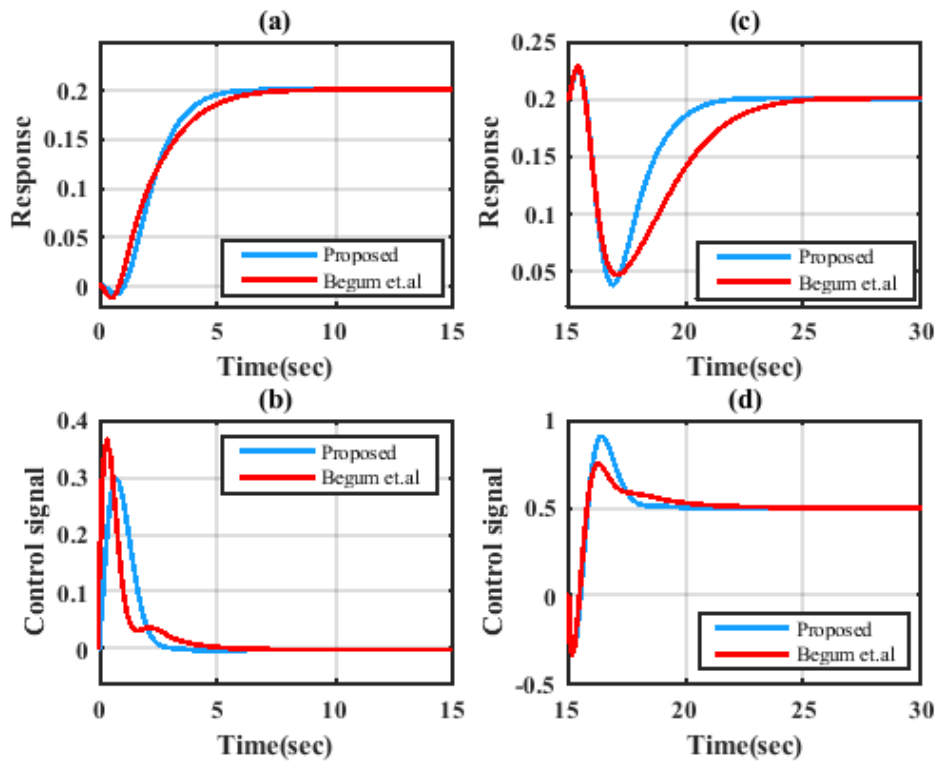 (a)
Response
0.2
0.15
0.1
0.05
0
Proposed
Begum et.al
0
5
10
15
Time(sec)
(c)
Response
0.25
0.2
0.15
0.1
0.05
Proposed
Begum et.al
15
20
25
30
Time(sec)
(b)
Control signal
0.4
0.3
0.2
0.1
0
Proposed
Begum et.al
0
5
10
15
Time(sec)
(d)
Control signal
1
0.5
0
-0.5
Proposed
Begum et.al
15
20
25
30
Time(sec)